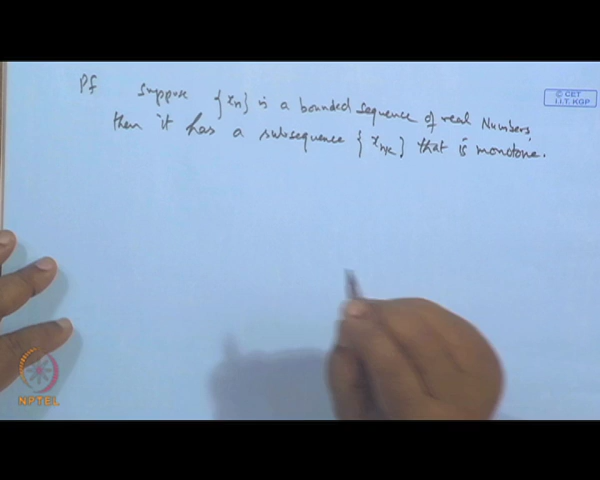 Pf Suppose {xn} is a bounded sequence of real Numbers,
then it has a subsequence {xnk} that is monotone.
© CET
I.I.T. KGP
NPTEL